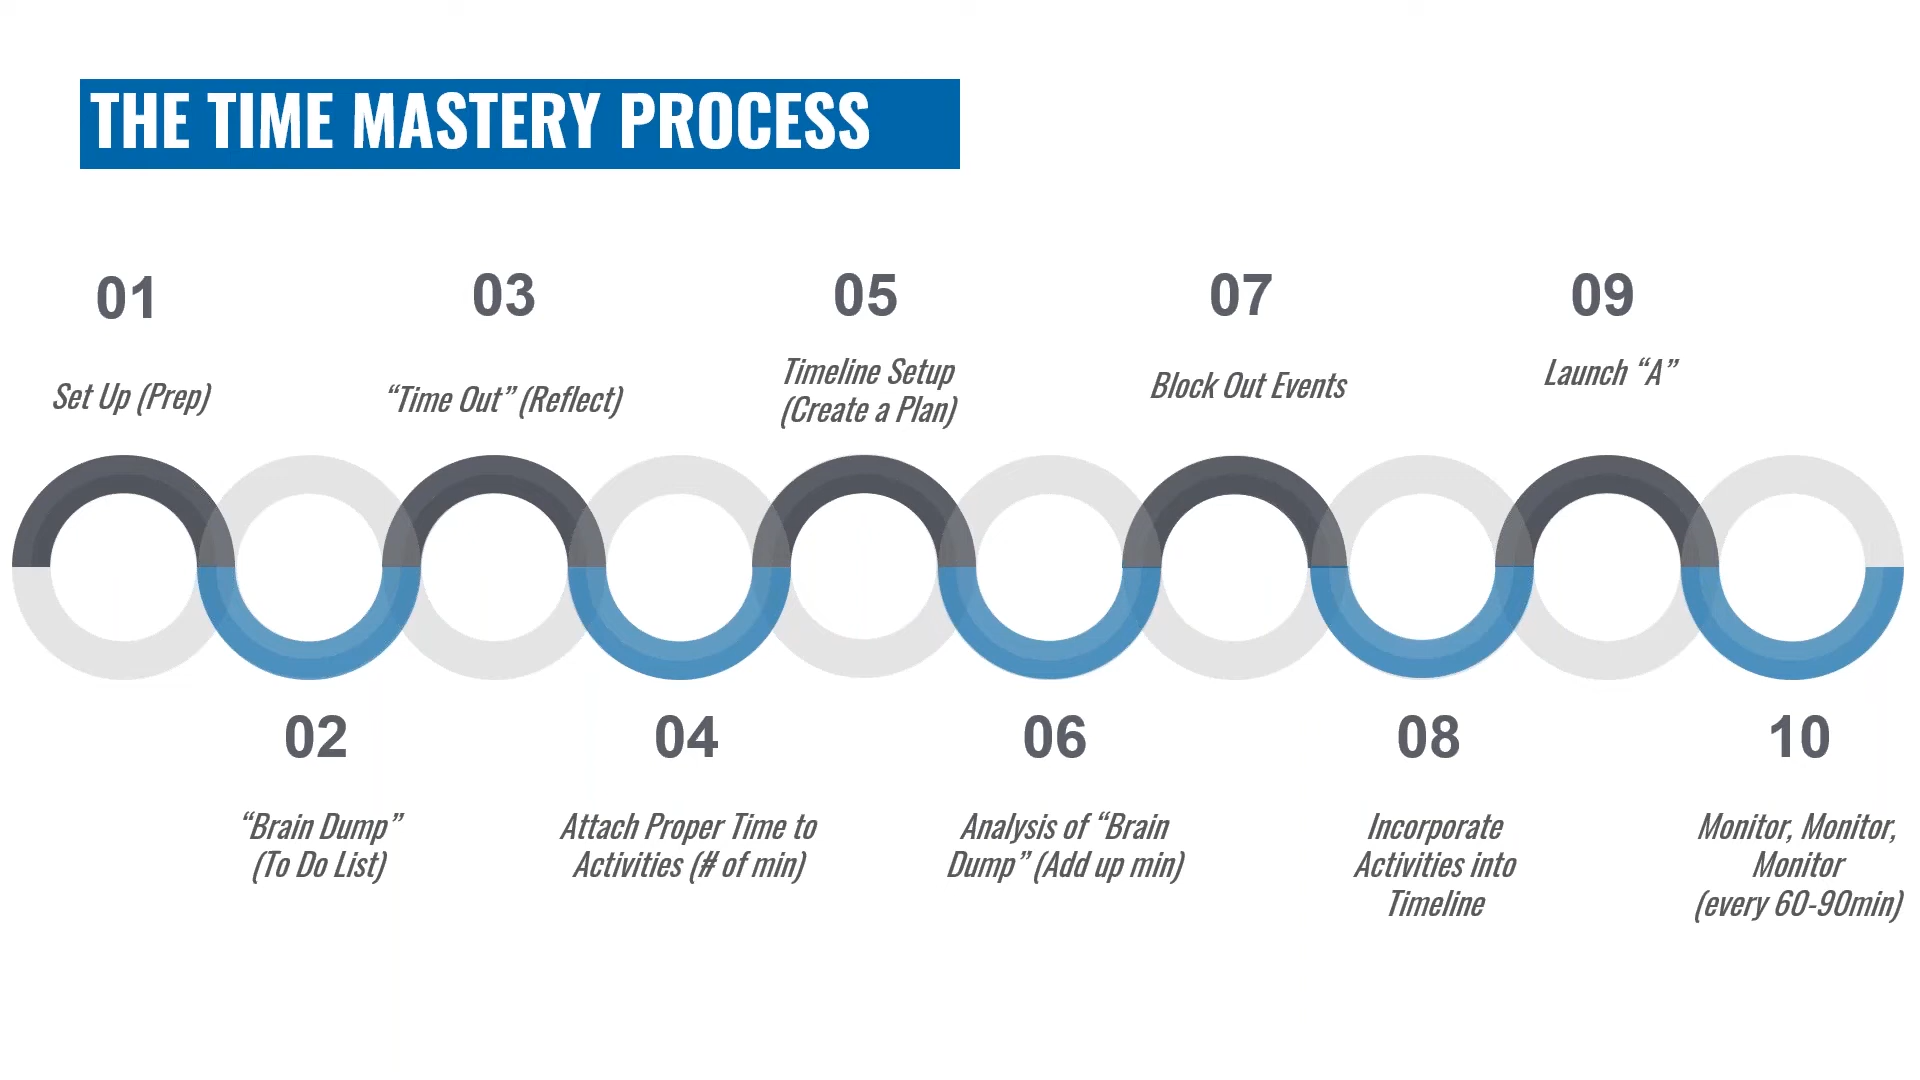 THE TIME MASTERY PROCESS
01
Set Up (Prep)
02
“Brain Dump”
(To Do List)
03
“Time Out” (Reflect)
04
Attach Proper Time to
Activities (# of min)
05
Timeline Setup
(Create a Plan)
06
Analysis of “Brain
Dump” (Add up min)
07
Block Out Events
08
Incorporate
Activities into
Timeline
09
Launch “A”
10
Monitor, Monitor,
Monitor
(every 60-90min)